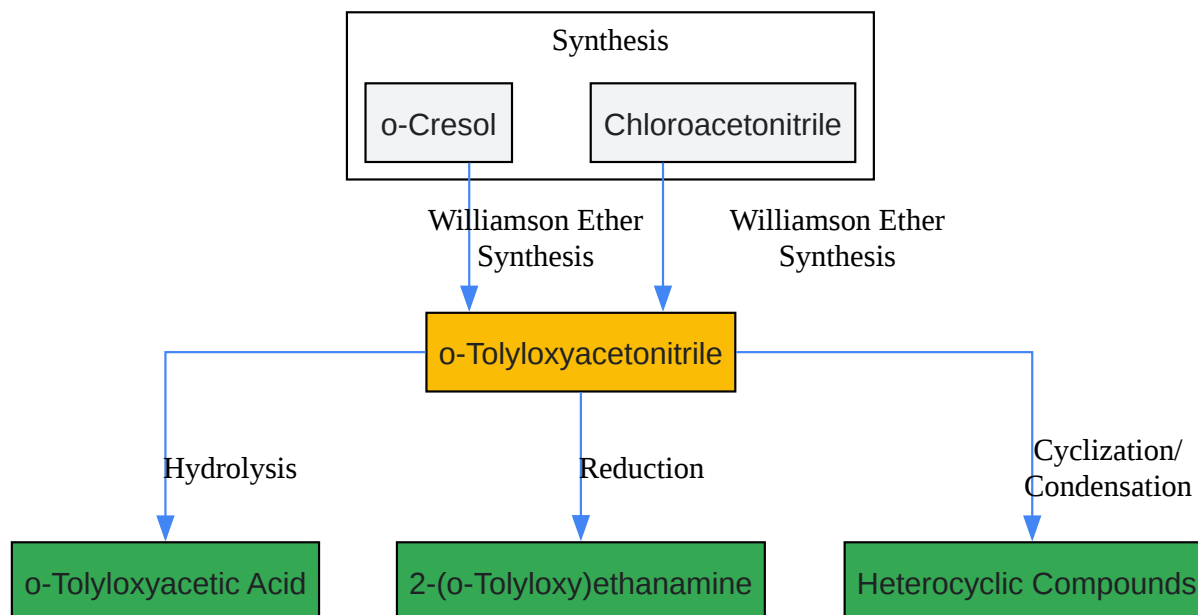 Synthesis
o-Cresol
Chloroacetonitrile
Williamson Ether
Synthesis
Williamson Ether
Synthesis
o-Tolyloxyacetonitrile
Hydrolysis
Reduction
Cyclization/
Condensation
o-Tolyloxyacetic Acid
2-(o-Tolyloxy)ethanamine
Heterocyclic Compounds